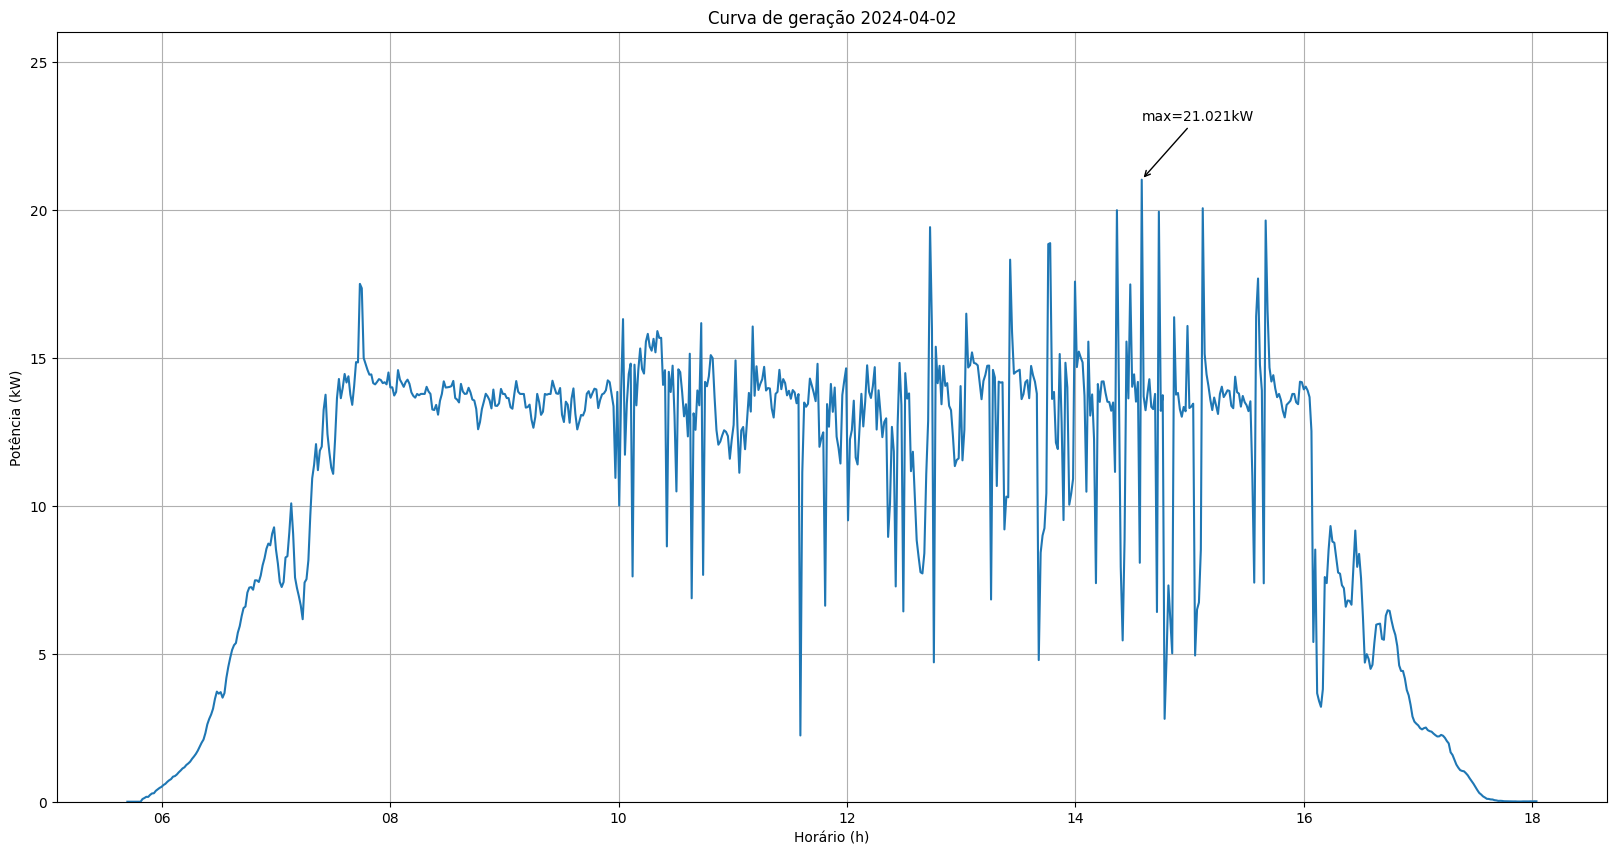 Curva de geração 2024-04-02
25
max=21.021kW
20
15
Potência (kW)
10
5
0
06 08 10 12 14 16 18
Horário (h)